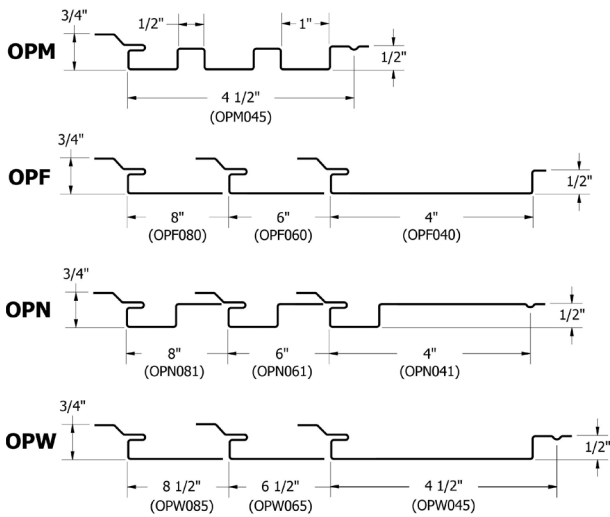 3/4"
1/2"
1"
OPM
1/2"
4 1/2"
(OPM045)
3/4"
OPF
1/2"
8"
6"
4"
(OPF080)
(OPF060)
(OPF040)
3/4"
OPN
1/2"
8"
6"
4"
(OPN081)
(OPN061)
(OPN041)
3/4"
OPW
1/2"
8 1/2"
6 1/2"
4 1/2"
(OPW085)
(OPW065)
(OPW045)